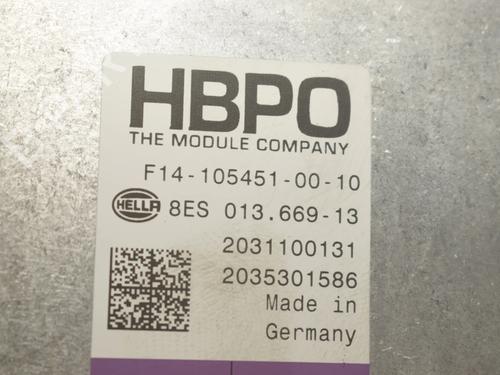 HBPO
THE MODULE COMPANY
F14-105451-00-10
HELLA 8ES 013.669-13
2031100131
2035301586
Made in
Germany